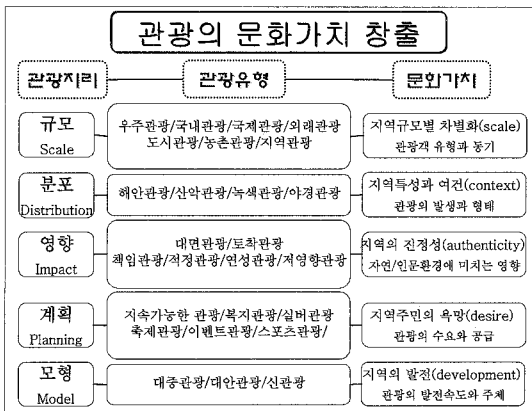 관광의 문화가치 창출
관광지리
관광유형
문화가치
규모
Scale
우주관광/국내관광/국제관광/외래관광
도시관광/농촌관광/지역관광
지역규모별 차별화(scale)
관광객 유형과 동기
분포
Distribution
해안관광/산악관광/녹색관광/야경관광
지역특성과 여건(context)
관광의 발생과 형태
영향
Impact
대면관광/토착관광
책임관광/적정관광/연성관광/저영향관광
지역의 진정성(authenticity)
자연/인문환경에 미치는 영향
계획
Planning
지속가능한 관광/복지관광/실버관광
축제관광/이벤트관광/스포츠관광/
지역주민의 욕망(desire)
관광의 수요와 공급
모형
Model
대중관광/대안관광/신관광
지역의 발전(development)
관광의 발전속도와 주체